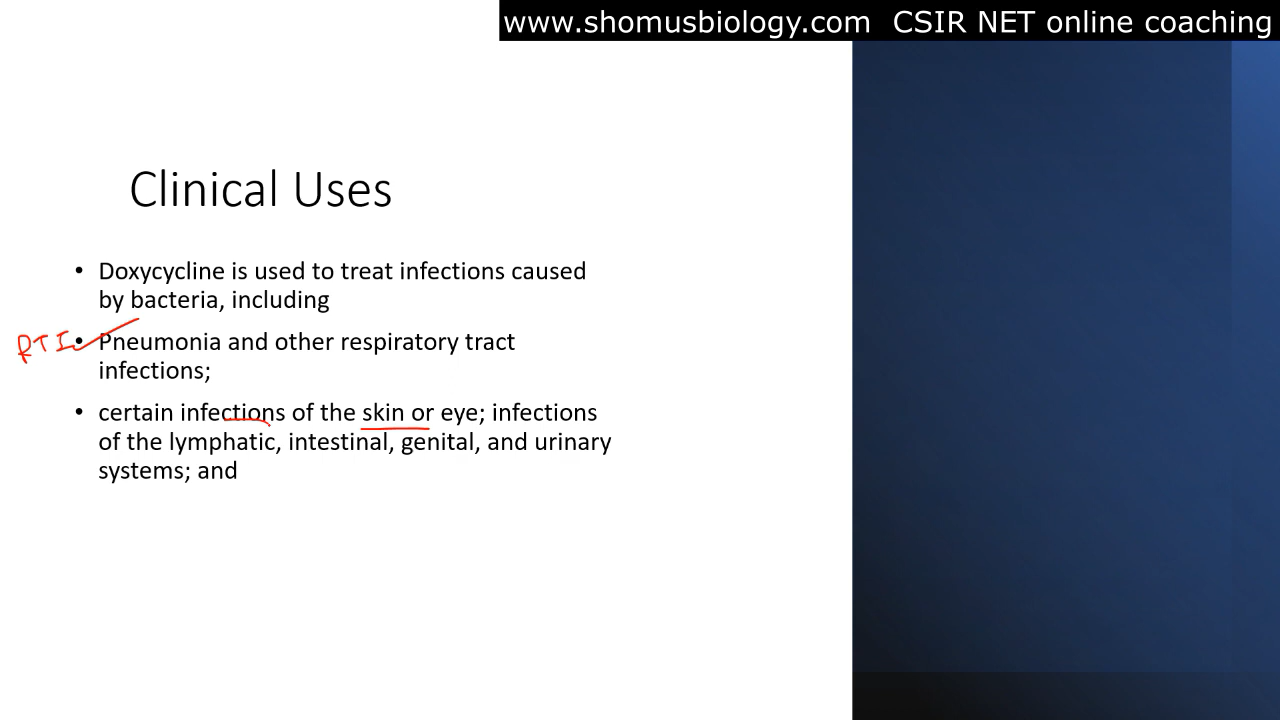 www.shomusbiology.com CSIR NET online coaching
Clinical Uses
• Doxycycline is used to treat infections caused
by bacteria, including
RTI
• Pneumonia and other respiratory tract
infections;
• certain infections of the skin or eye; infections
of the lymphatic, intestinal, genital, and urinary
systems; and